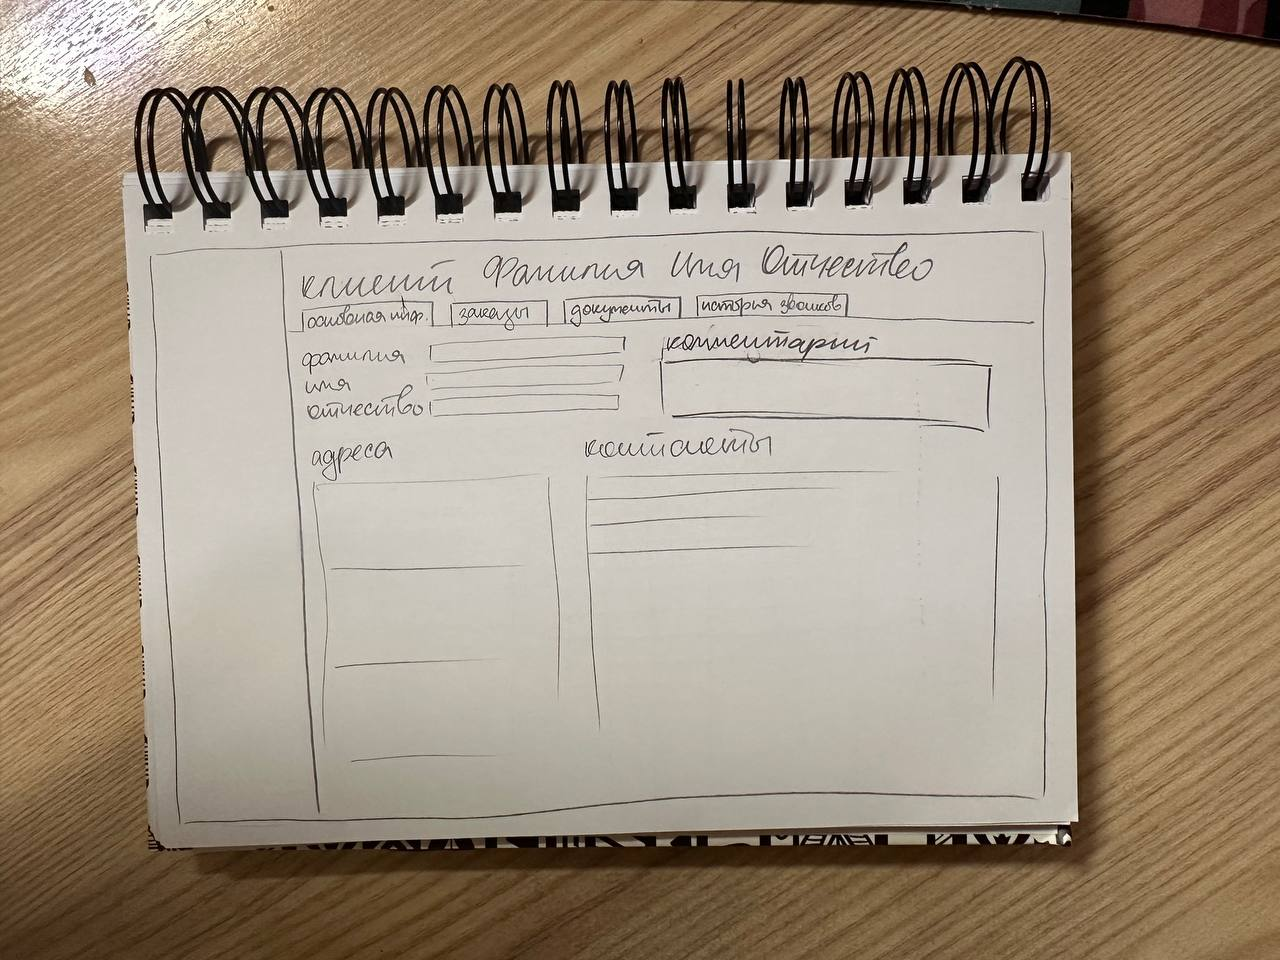 клиент Фамилия Имя Отчество
основная инф. заказы документы история звонков
фамилия
комментарий
имя
отчество
адреса
контакты